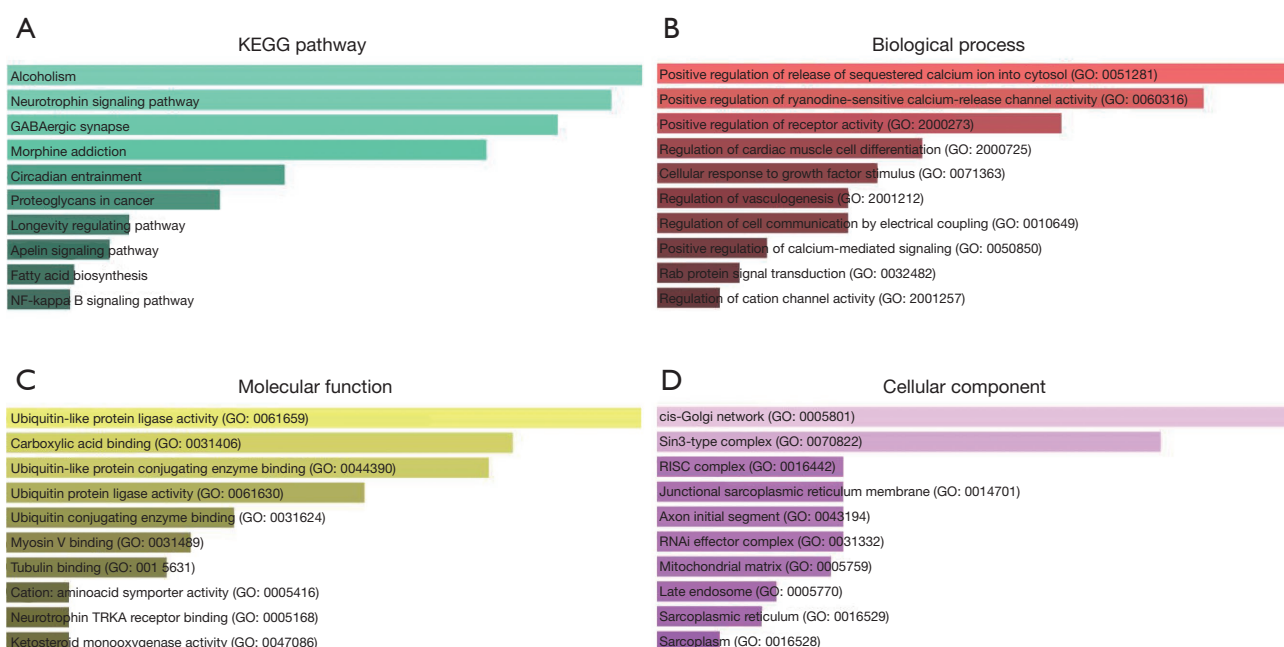 A
KEGG pathway
Alcoholism
Neurotrophin signaling pathway
GABAergic synapse
Morphine addiction
Circadian entrainment
Proteoglycans in cancer
Longevity regulating pathway
Apelin signaling pathway
Fatty acid biosynthesis
NF-kappa B signaling pathway
B
Biological process
Positive regulation of release of sequestered calcium ion into cytosol (GO: 0051281)
Positive regulation of ryanodine-sensitive calcium-release channel activity (GO: 0060316)
Positive regulation of receptor activity (GO: 2000273)
Regulation of cardiac muscle cell differentiation (GO: 2000725)
Cellular response to growth factor stimulus (GO: 0071363)
Regulation of vasculogenesis (GO: 2001212)
Regulation of cell communication by electrical coupling (GO: 0010649)
Positive regulation of calcium-mediated signaling (GO: 0050850)
Rab protein signal transduction (GO: 0032482)
Regulation of cation channel activity (GO: 2001257)
C
Molecular function
Ubiquitin-like protein ligase activity (GO: 0061659)
Carboxylic acid binding (GO: 0031406)
Ubiquitin-like protein conjugating enzyme binding (GO: 0044390)
Ubiquitin protein ligase activity (GO: 0061630)
Ubiquitin conjugating enzyme binding (GO: 0031624)
Myosin V binding (GO: 0031489)
Tubulin binding (GO: 001 5631)
Cation: aminoacid symporter activity (GO: 0005416)
Neurotrophin TRKA receptor binding (GO: 0005168)
Ketosteroid monooxygenase activity (GO: 0047086)
D
Cellular component
cis-Golgi network (GO: 0005801)
Sin3-type complex (GO: 0070822)
RISC complex (GO: 0016442)
Junctional sarcoplasmic reticulum membrane (GO: 0014701)
Axon initial segment (GO: 0043194)
RNAi effector complex (GO: 0031332)
Mitochondrial matrix (GO: 0005759)
Late endosome (GO: 0005770)
Sarcoplasmic reticulum (GO: 0016529)
Sarcoplasm (GO: 0016528)